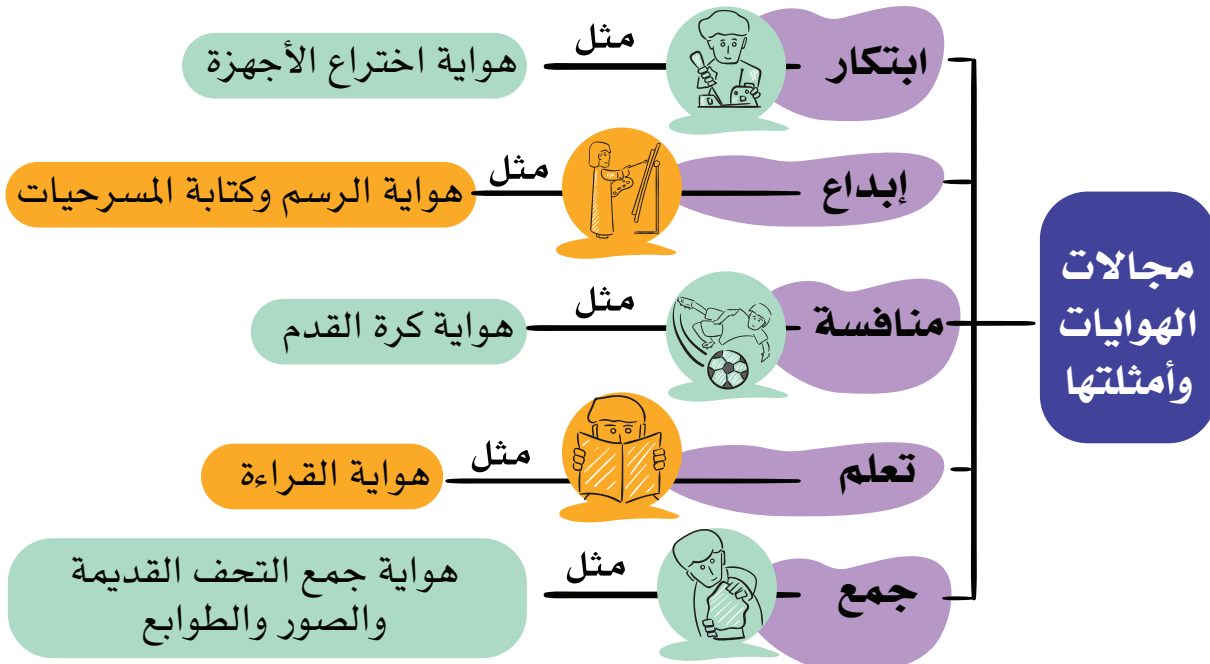 مجالات
الهوايات
وأمثلتها
ابتكار
مثل
هواية اختراع الأجهزة
إبداع
مثل
هواية الرسم وكتابة المسرحيات
منافسة
مثل
هواية كرة القدم
تعلم
مثل
هواية القراءة
جمع
مثل
هواية جمع التحف القديمة
والصور والطوابع